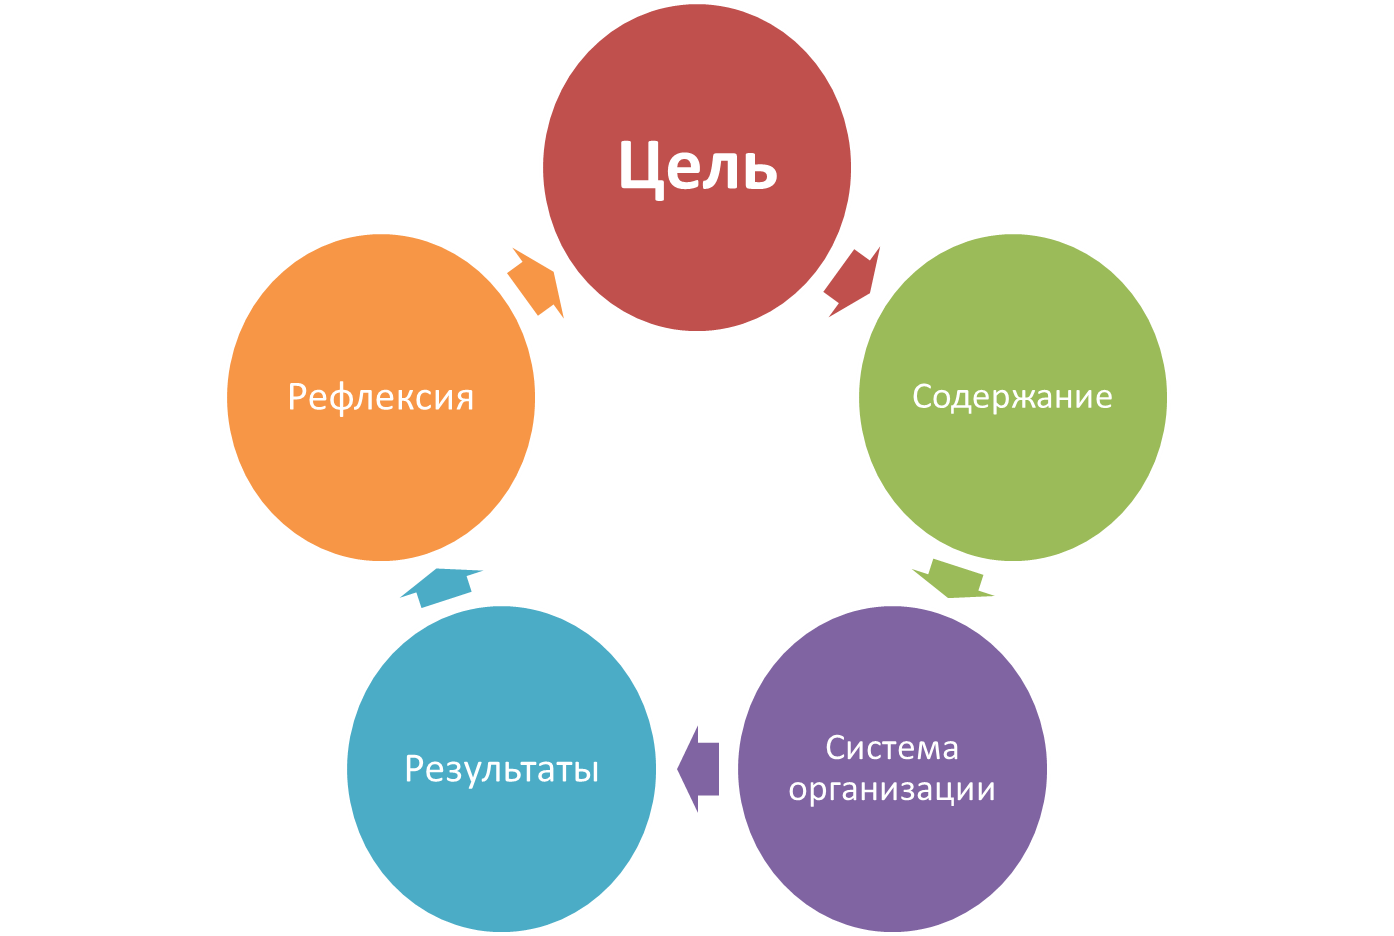 Цель
Содержание
Система
организации
Результаты
Рефлексия